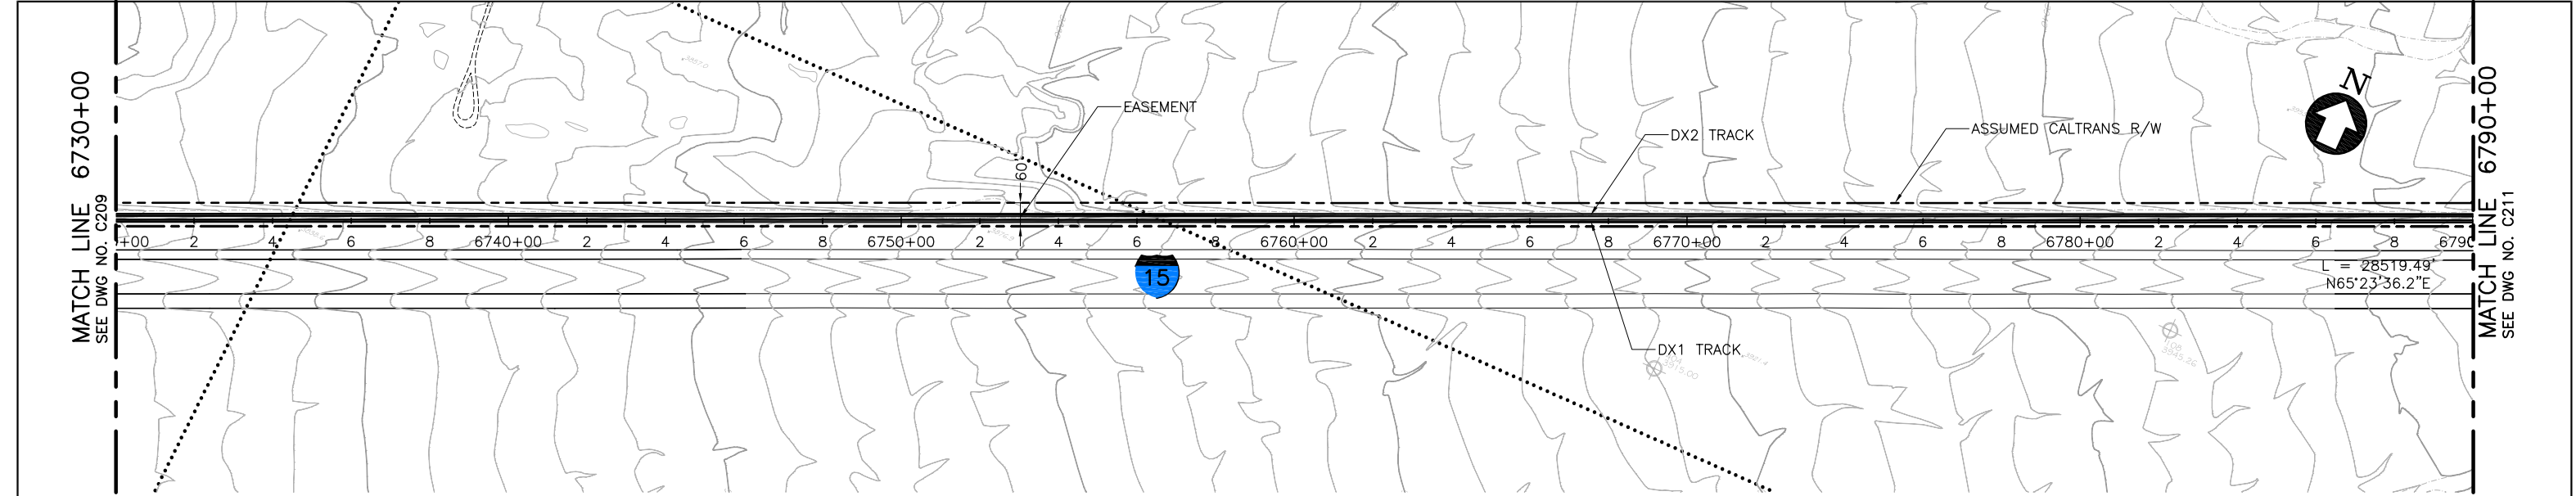 MATCH LINE 6730+00
SEE DWG NO. C209
EASEMENT
60'
DX2 TRACK
ASSUMED CALTRANS R/W
N
+00 2 4 6 8 6740+00 2 4 6 8 6750+00 2 4 6 8 6760+00 2 4 6 8 6770+00 2 4 6 8 6780+00 2 4 6 8 6790
15
L = 28519.49'
N65°23'36.2"E
DX1 TRACK
MATCH LINE 6790+00
SEE DWG NO. C211